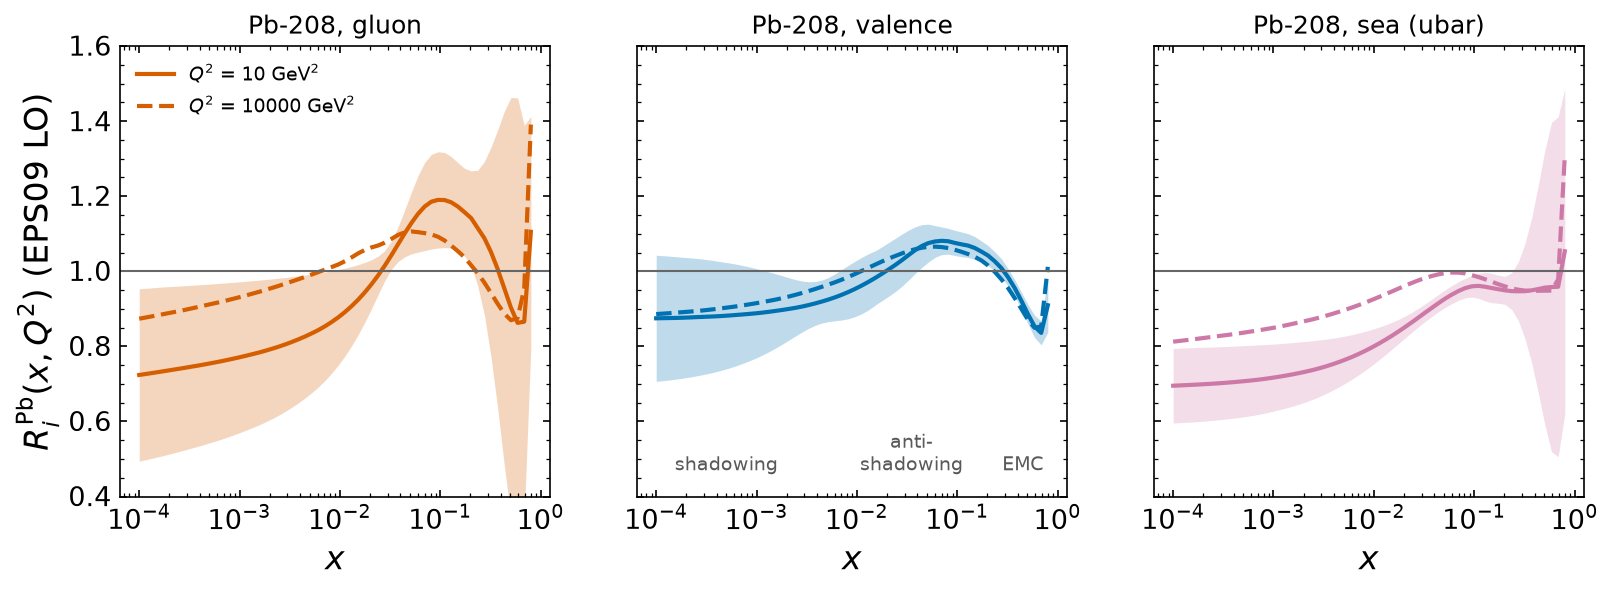 Pb-208, gluon
Pb-208, valence
Pb-208, sea (ubar)
R_i^Pb(x, Q²) (EPS09 LO)
1.6
1.4
1.2
1.0
0.8
0.6
0.4
Q² = 10 GeV²
Q² = 10000 GeV²
shadowing
anti-
shadowing
EMC
10⁻⁴ 10⁻³ 10⁻² 10⁻¹ 10⁰
10⁻⁴ 10⁻³ 10⁻² 10⁻¹ 10⁰
10⁻⁴ 10⁻³ 10⁻² 10⁻¹ 10⁰
x
x
x